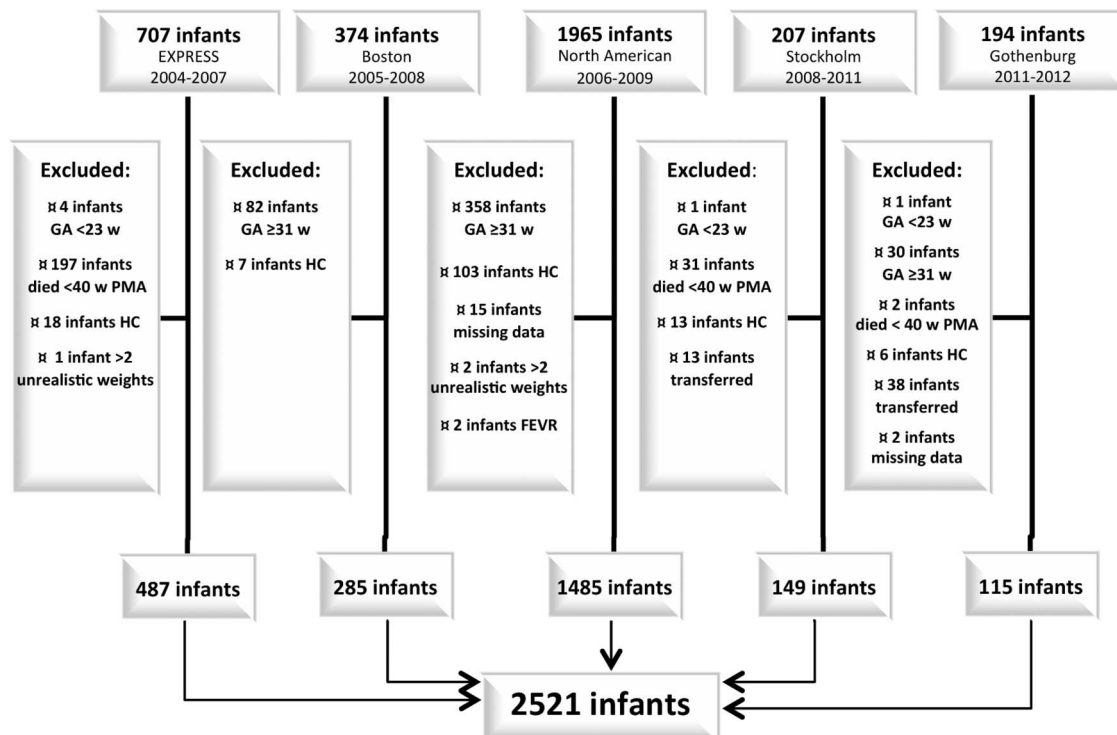 707 infants
EXPRESS
2004-2007
374 infants
Boston
2005-2008
1965 infants
North American
2006-2009
207 infants
Stockholm
2008-2011
194 infants
Gothenburg
2011-2012
Excluded:
¤ 4 infants
GA <23 w
¤ 197 infants
died <40 w PMA
¤ 18 infants HC
¤ 1 infant >2
unrealistic weights
Excluded:
¤ 82 infants
GA ≥31 w
¤ 7 infants HC
Excluded:
¤ 358 infants
GA ≥31 w
¤ 103 infants HC
¤ 15 infants
missing data
¤ 2 infants >2
unrealistic weights
¤ 2 infants FEVR
Excluded:
¤ 1 infant
GA <23 w
¤ 31 infants
died <40 w PMA
¤ 13 infants HC
¤ 13 infants
transferred
Excluded:
¤ 1 infant
GA <23 w
¤ 30 infants
GA ≥31 w
¤ 2 infants
died < 40 w PMA
¤ 6 infants HC
¤ 38 infants
transferred
¤ 2 infants
missing data
487 infants
285 infants
1485 infants
149 infants
115 infants
2521 infants